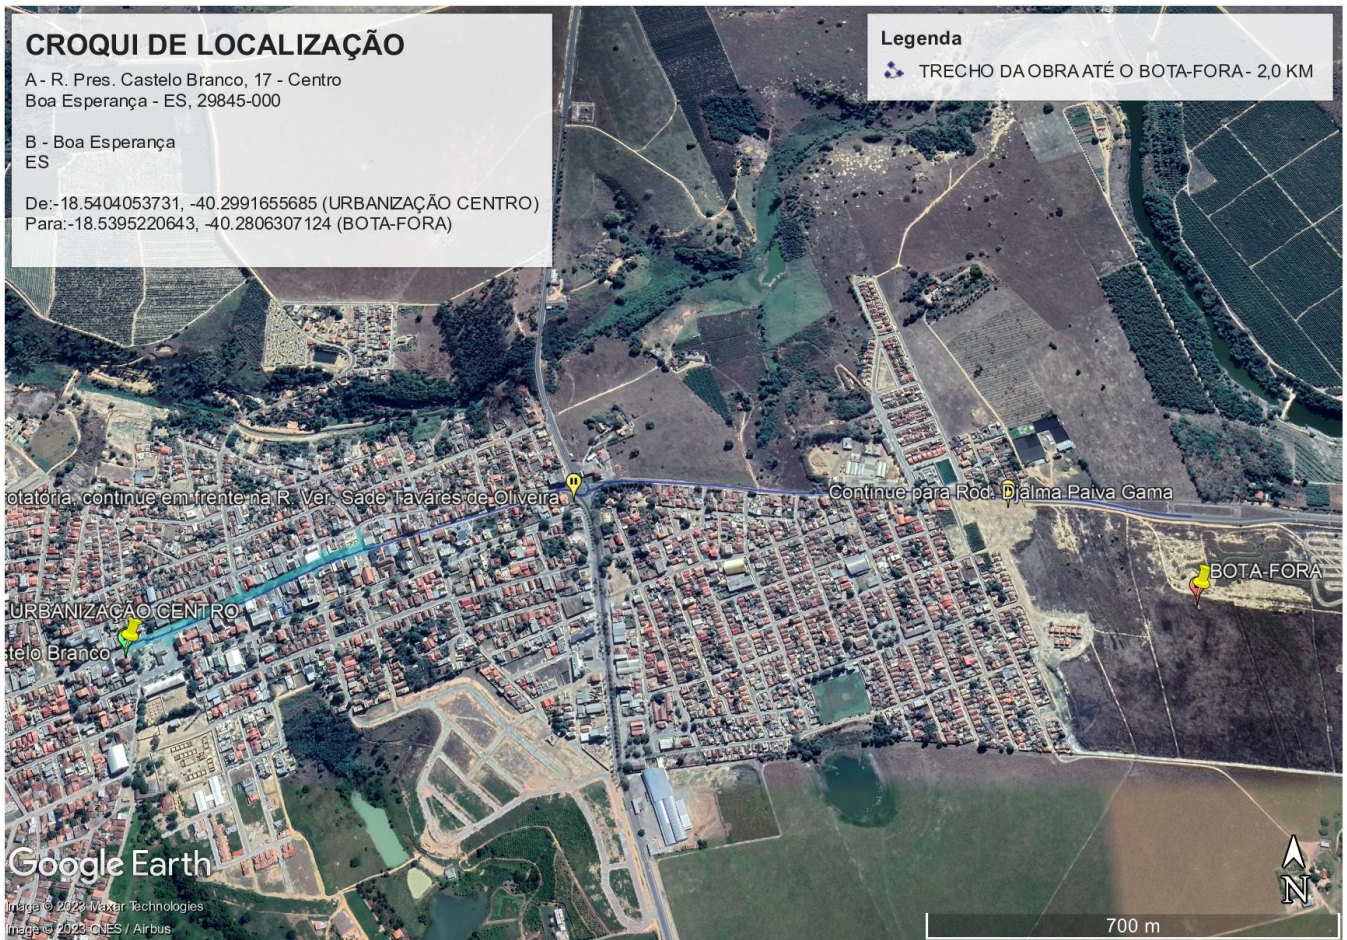 CROQUI DE LOCALIZAÇÃO
A - R. Pres. Castelo Branco, 17 - Centro
Boa Esperança - ES, 29845-000
B - Boa Esperança
ES
De:-18.5404053731, -40.2991655685 (URBANIZAÇÃO CENTRO)
Para:-18.5395220643, -40.2806307124 (BOTA-FORA)
Legenda
TRECHO DA OBRA ATÉ O BOTA-FORA - 2,0 KM
rotatória, continue em frente na R. Ver. Sade Tavares de Oliveira
Continue para Rod. Djalma Paiva Gama
BOTA-FORA
URBANIZAÇÃO CENTRO
stelo Branco
Google Earth
Image © 2023 Maxar Technologies
Image © 2023 CNES / Airbus
700 m
N